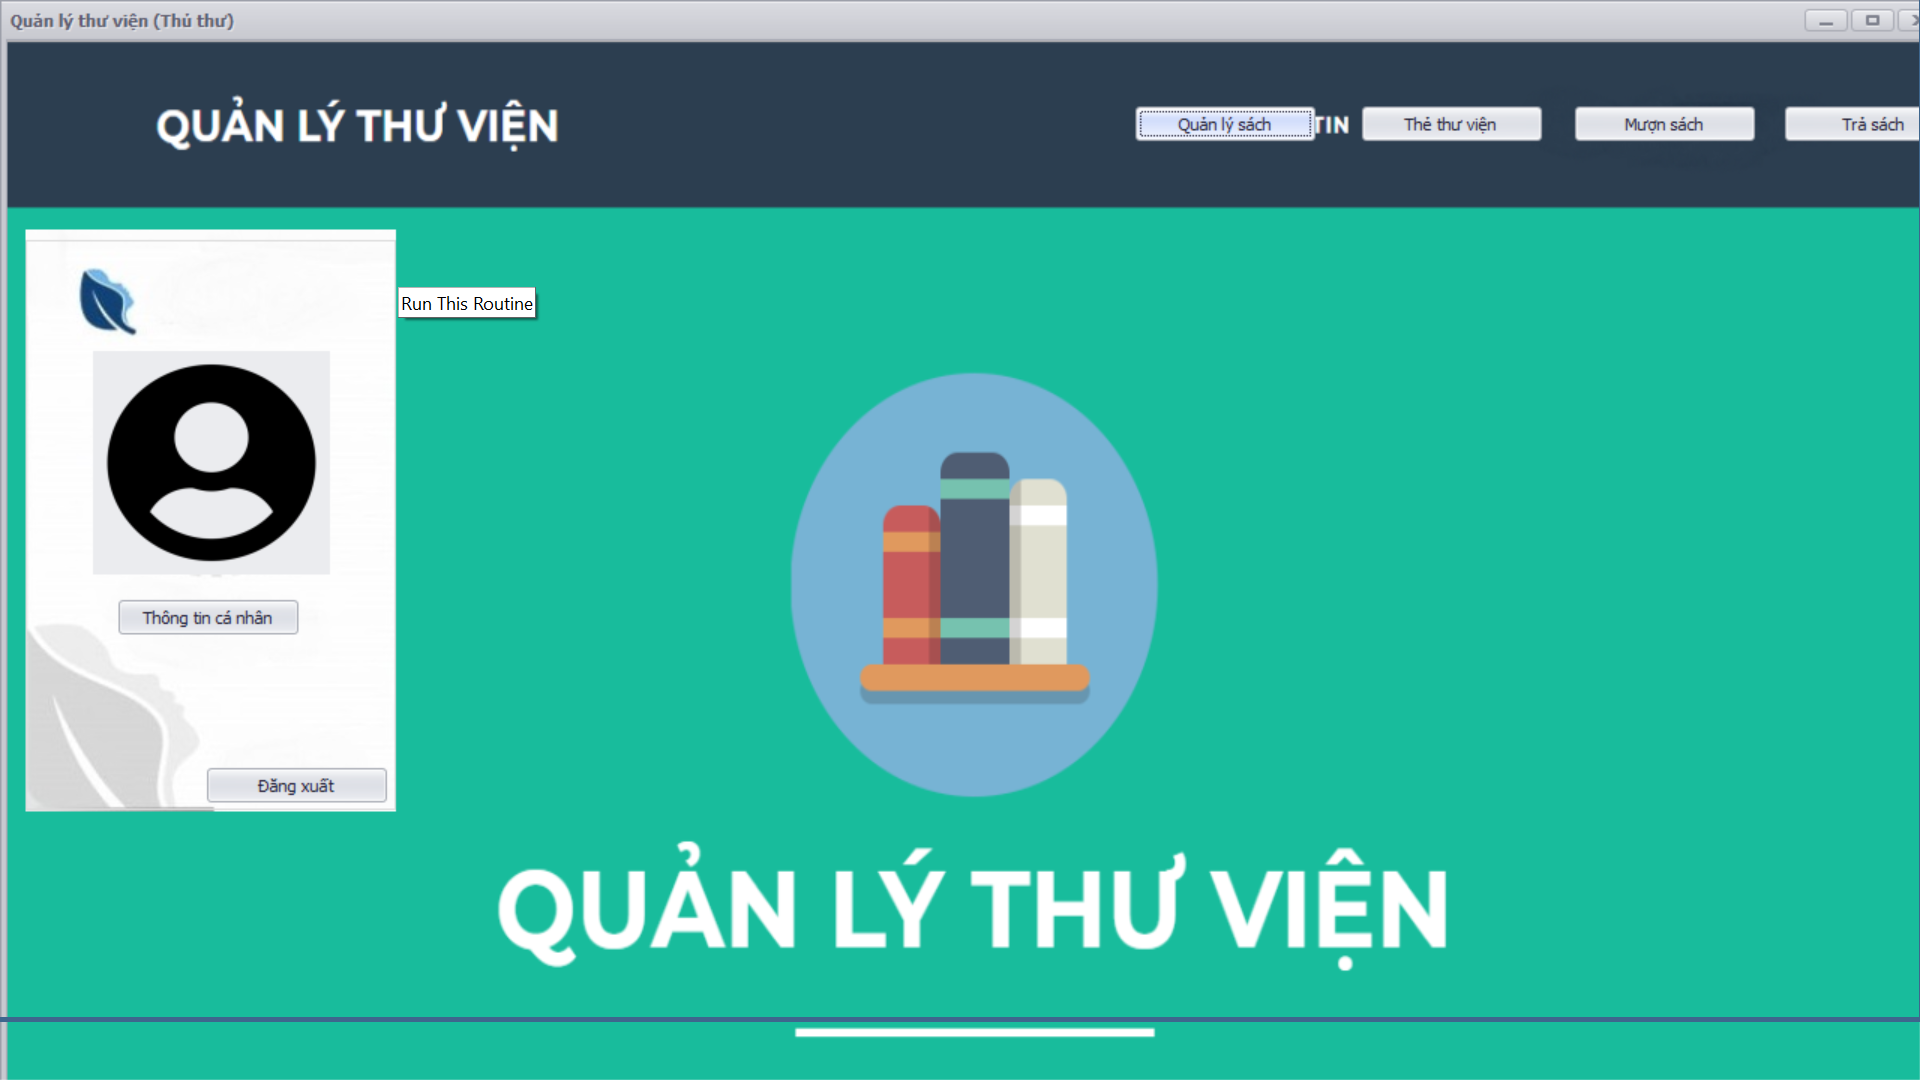 Quản lý thư viện (Thủ thư)
QUẢN LÝ THƯ VIỆN
Quản lý sách
TIN
Thẻ thư viện
Mượn sách
Trả sách
Run This Routine
Thông tin cá nhân
Đăng xuất
QUẢN LÝ THƯ VIỆN